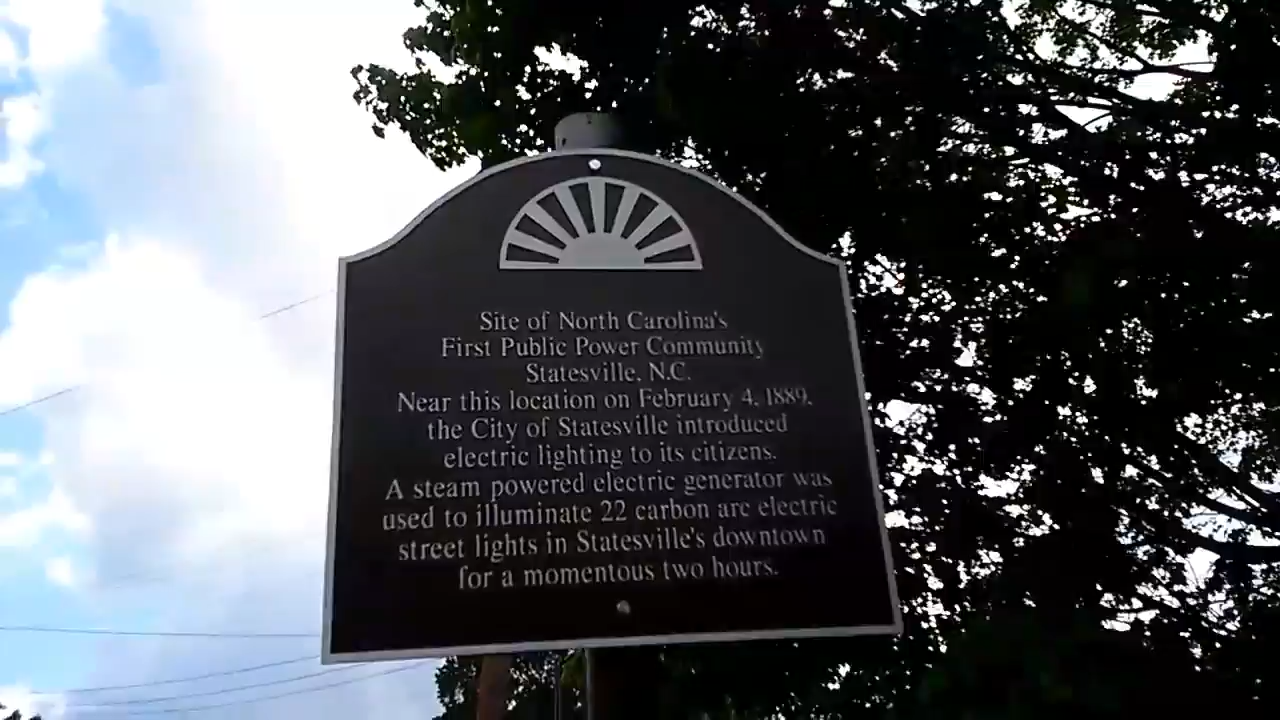 Site of North Carolina's
First Public Power Community
Statesville, N.C.
Near this location on February 4, 1889,
the City of Statesville introduced
electric lighting to its citizens.
A steam powered electric generator was
used to illuminate 22 carbon arc electric
street lights in Statesville's downtown
for a momentous two hours.